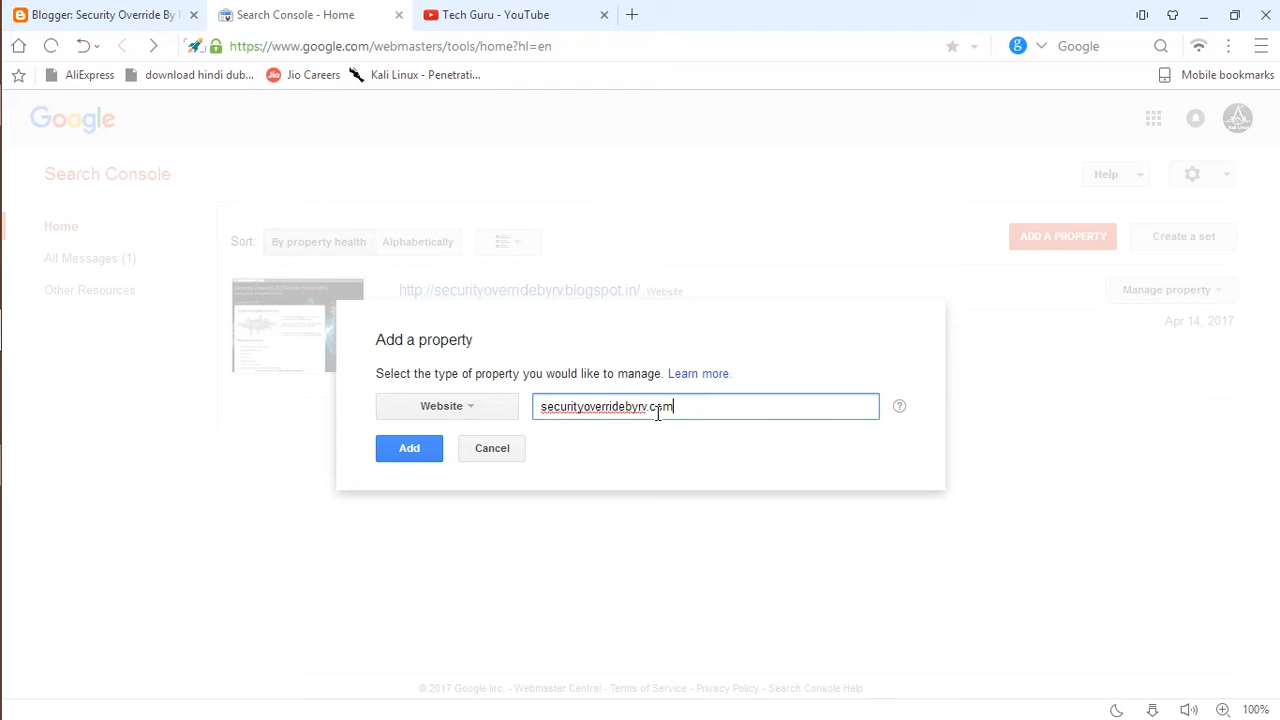 Blogger: Security Override By
Search Console - Home
Tech Guru - YouTube
https://www.google.com/webmasters/tools/home?hl=en
Google
AliExpress
download hindi dub...
Jio Careers
Kali Linux - Penetrati...
Mobile bookmarks
Google
Search Console
Help
Home
All Messages (1)
Other Resources
Sort:
By property health
Alphabetically
ADD A PROPERTY
Create a set
http://securityoverridebyrv.blogspot.in/ Website
Manage property
Apr 14, 2017
Add a property
Select the type of property you would like to manage. Learn more.
Website
securityoverridebyrv.com
Add
Cancel
© 2017 Google Inc. - Webmaster Central - Terms of Service - Privacy Policy - Search Console Help
100%